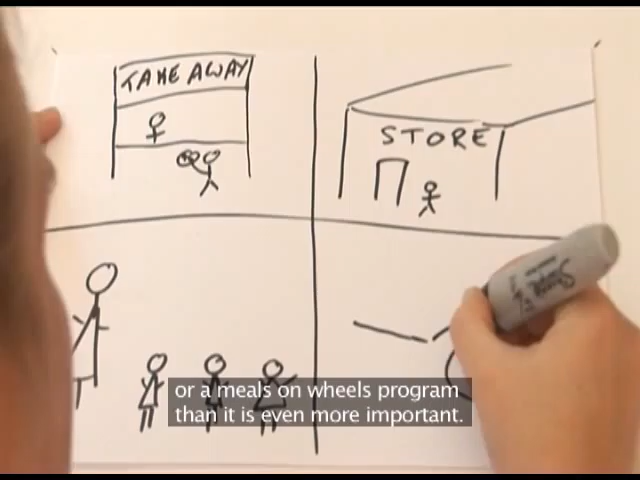 TAKE AWAY
STORE
or a meals on wheels program
than it is even more important.